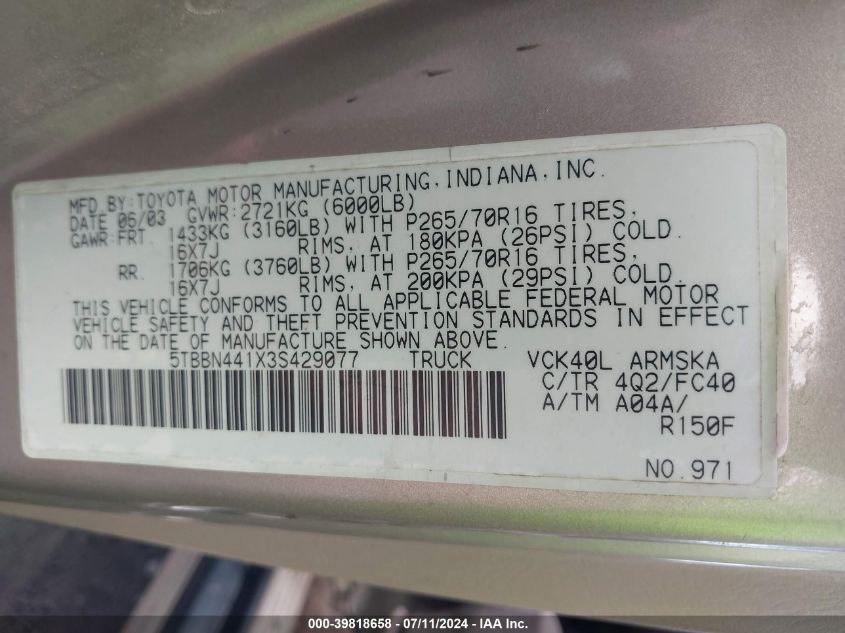 MFD.BY:TOYOTA MOTOR MANUFACTURING,INDIANA,INC.
DATE 06/03 GVWR:2721KG (6000LB)
GAWR:FRT. 1433KG (3160LB) WITH P265/70R16 TIRES,
16X7J RIMS, AT 180KPA (26PSI) COLD.
RR. 1706KG (3760LB) WITH P265/70R16 TIRES,
16X7J RIMS, AT 200KPA (29PSI) COLD.
THIS VEHICLE CONFORMS TO ALL APPLICABLE FEDERAL MOTOR
VEHICLE SAFETY AND THEFT PREVENTION STANDARDS IN EFFECT
ON THE DATE OF MANUFACTURE SHOWN ABOVE.
5TBBN441X3S429077 TRUCK VCK40L ARMSKA
C/TR 4Q2/FC40
A/TM A04A/
R150F
NO.971
000-39818658 - 07/11/2024 - IAA Inc.